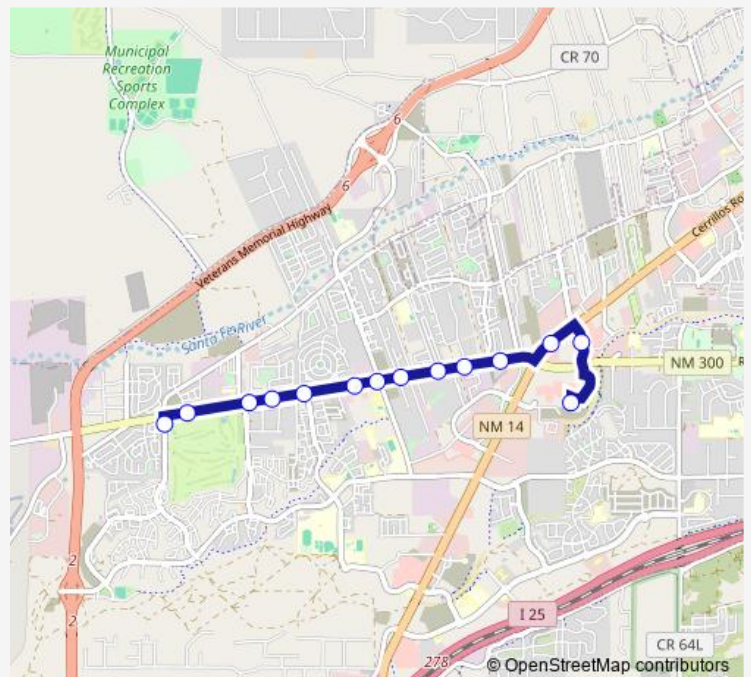 Municipal
Recreation
Sports
Complex
CR 70
6
6
Veterans Memorial Highway
Cerrillos Ro
Santa Fe River
NM 300
R
NM 14
2
2
I 25
278
CR 64L
© OpenStreetMap contributors